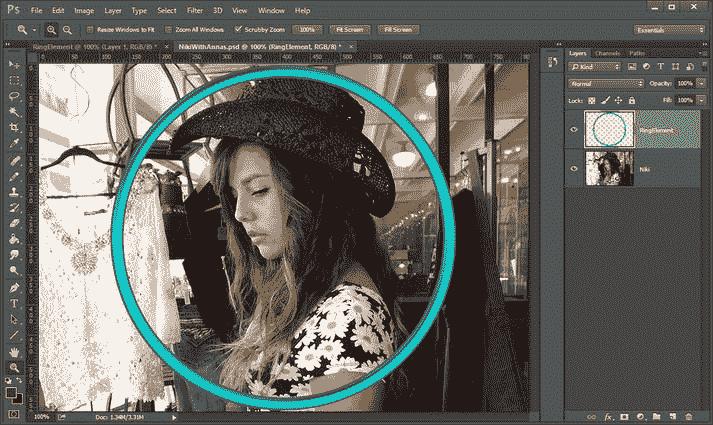 Ps File Edit Image Layer Type Select Filter 3D View Window Help
Resize Windows to Fit Zoom All Windows Scrubby Zoom 100% Fit Screen Fill Screen Essentials
RingElement @ 100% (Layer 1, RGB/8) * × NikiWithAnnas.psd @ 100% (RingElement, RGB/8) * ×
Layers Channels Paths
Kind
Normal Opacity: 100%
Lock: Fill: 100%
RingElement
Niki
100% Doc: 1.34M/3.31M
fx